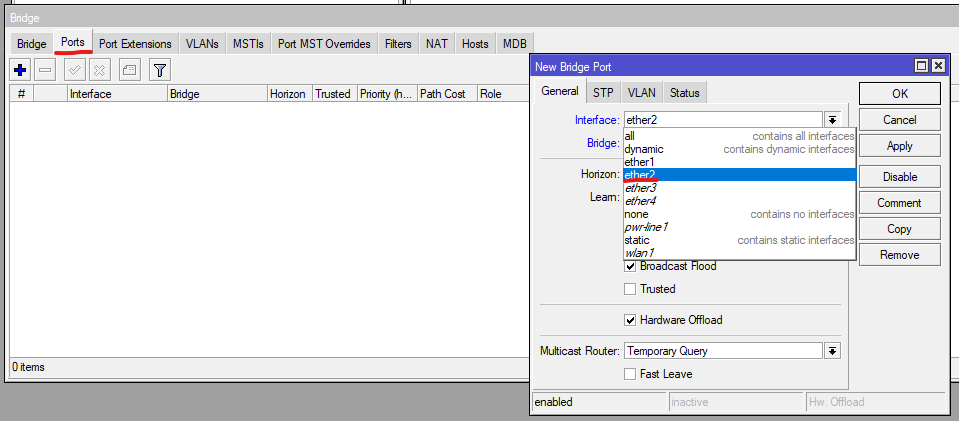 Bridge
Bridge Ports Port Extensions VLANs MSTIs Port MST Overrides Filters NAT Hosts MDB
# Interface Bridge Horizon Trusted Priority (h... Path Cost Role
0 items
New Bridge Port
General STP VLAN Status
Interface: ether2
Bridge:
Horizon:
Learn:
all contains all interfaces
dynamic contains dynamic interfaces
ether1
ether2
ether3
ether4
none contains no interfaces
pwr-line1
static contains static interfaces
wlan1
Broadcast Flood
Trusted
Hardware Offload
Multicast Router: Temporary Query
Fast Leave
OK
Cancel
Apply
Disable
Comment
Copy
Remove
enabled inactive Hw. Offload